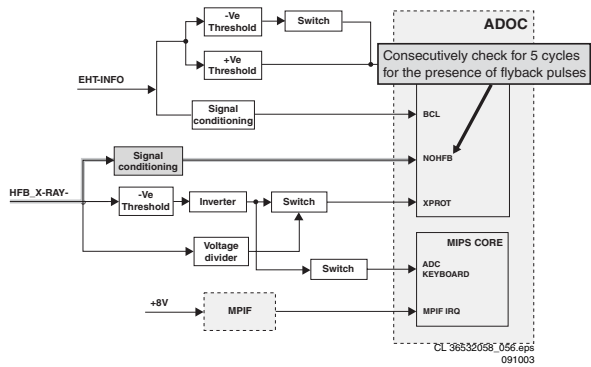 ADOC
-Ve
Threshold
Switch
+Ve
Threshold
Consecutively check for 5 cycles
for the presence of flyback pulses
EHT-INFO
Signal
conditioning
BCL
Signal
conditioning
NOHFB
HFB_X-RAY-
-Ve
Threshold
Inverter
Switch
XPROT
Voltage
divider
MIPS CORE
Switch
ADC
KEYBOARD
+8V
MPIF
MPIF IRQ
CL 36532058_056.eps
091003